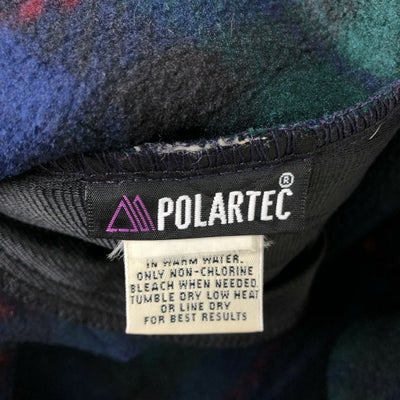 POLARTEC®
IN WARM WATER.
ONLY NON-CHLORINE
BLEACH WHEN NEEDED.
TUMBLE DRY LOW HEAT
OR LINE DRY
FOR BEST RESULTS